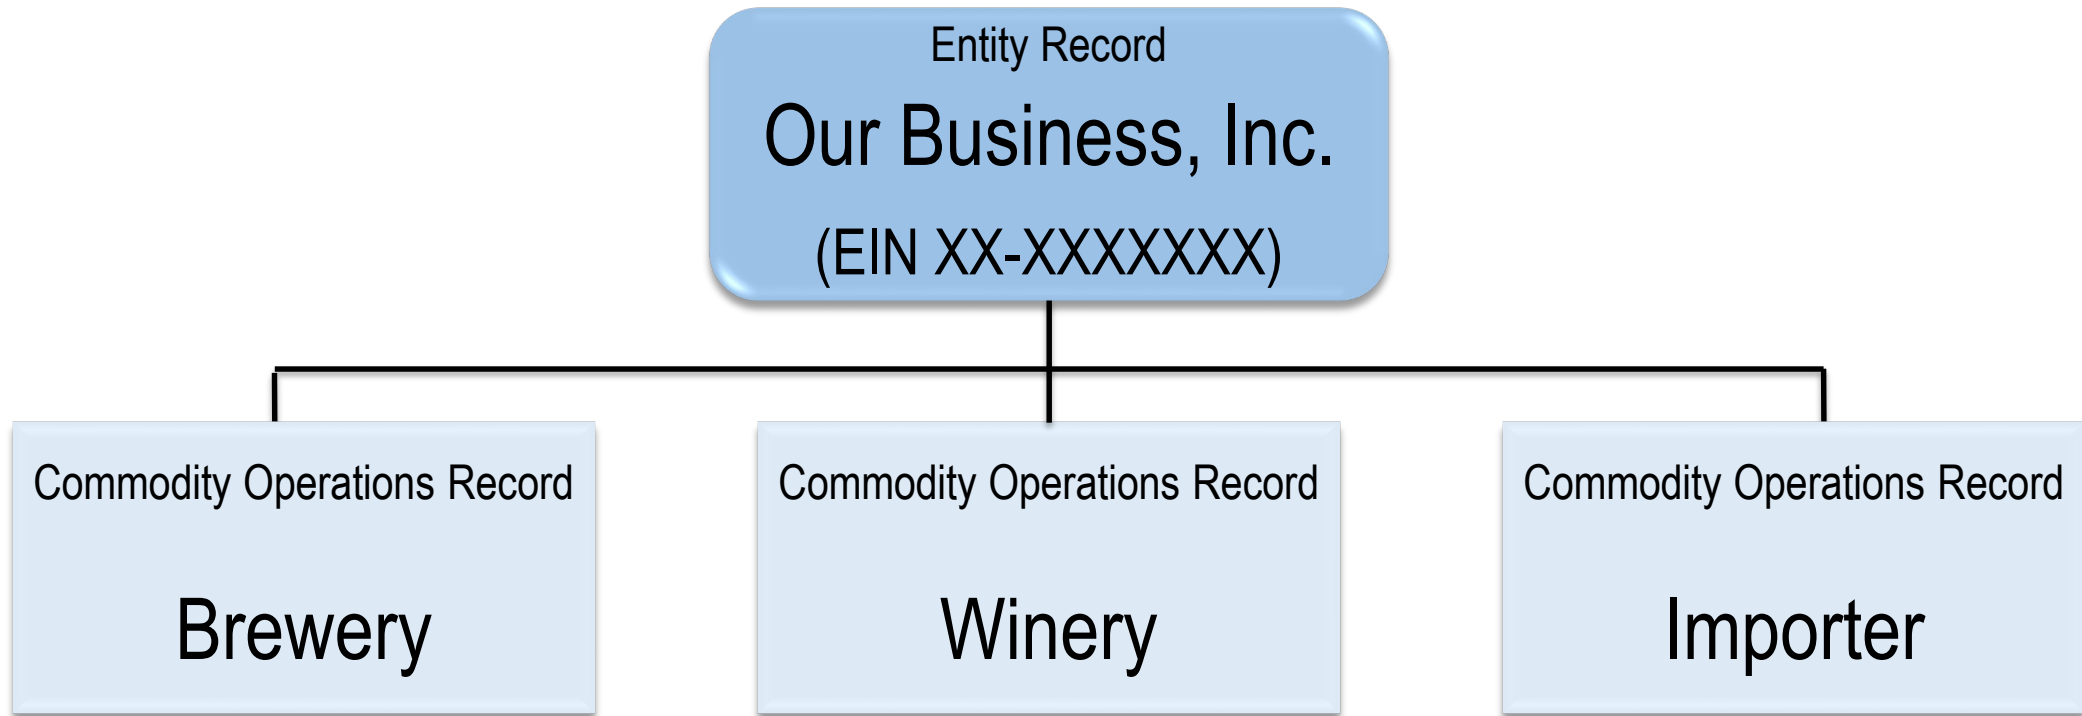 Entity Record
Our Business, Inc.
(EIN XX-XXXXXXX)
Commodity Operations Record
Brewery
Commodity Operations Record
Winery
Commodity Operations Record
Importer